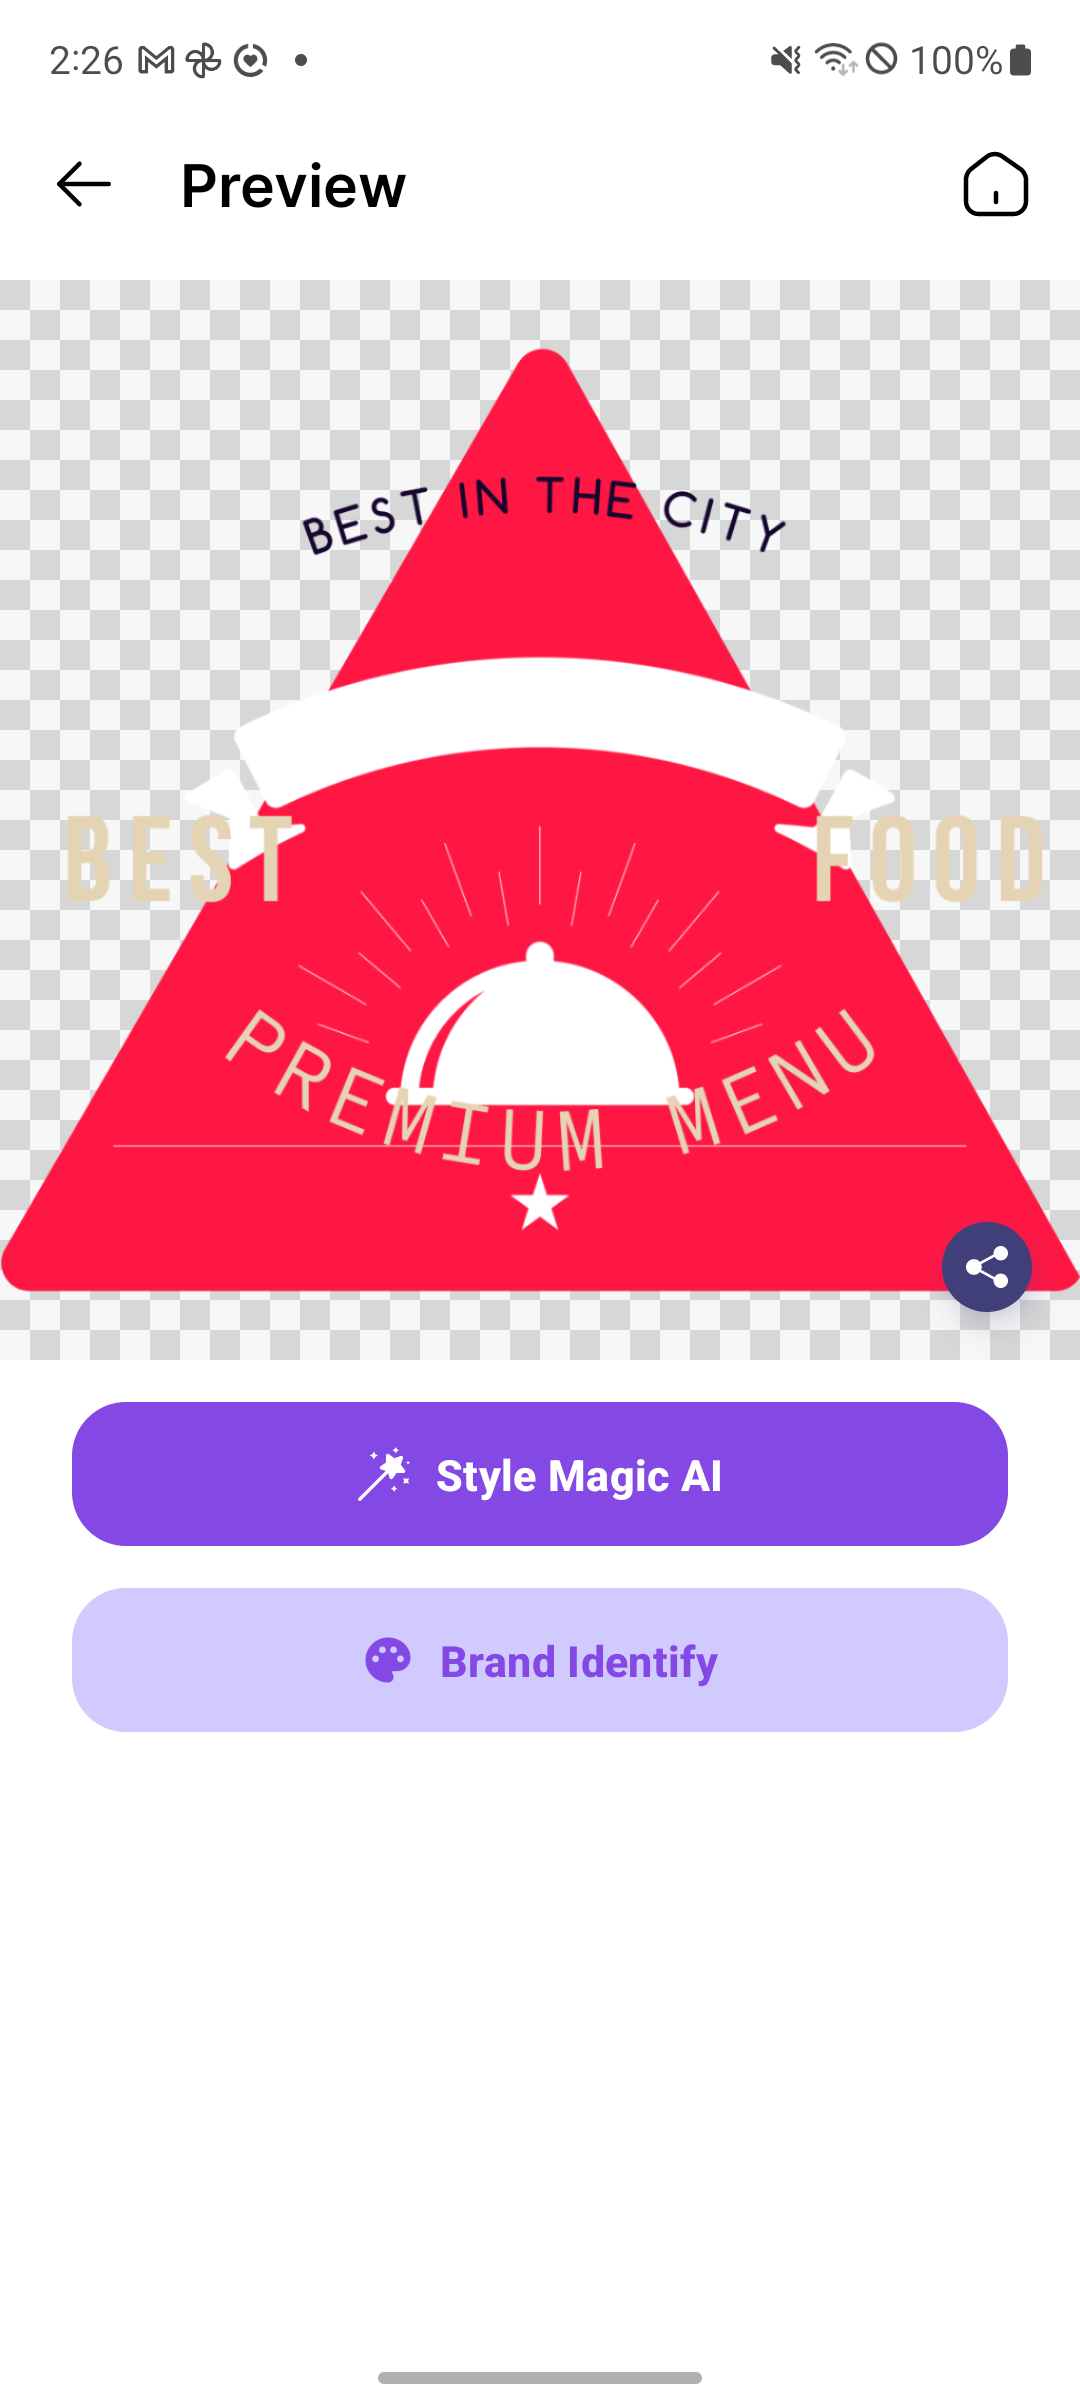 2:26
100%
Preview
BEST IN THE CITY
BEST FOOD
PREMIUM MENU
Style Magic AI
Brand Identify